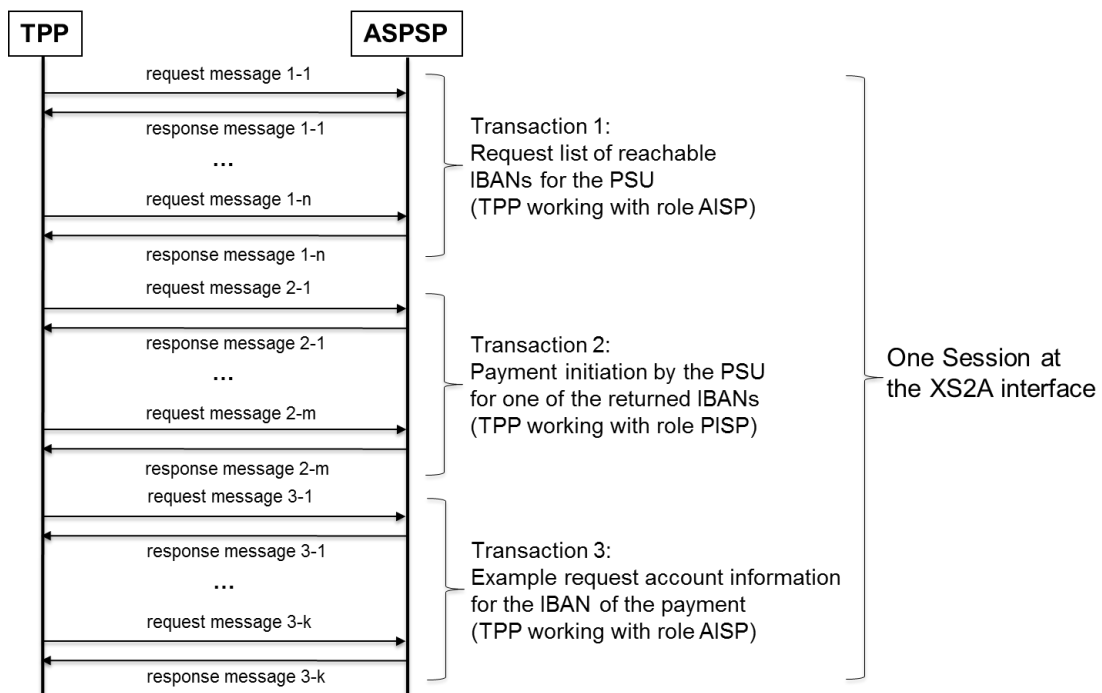 TPP
ASPSP
request message 1-1
response message 1-1
...
request message 1-n
response message 1-n
request message 2-1
response message 2-1
...
request message 2-m
response message 2-m
request message 3-1
response message 3-1
...
request message 3-k
response message 3-k
Transaction 1:
Request list of reachable
IBANs for the PSU
(TPP working with role AISP)
Transaction 2:
Payment initiation by the PSU
for one of the returned IBANs
(TPP working with role PISP)
Transaction 3:
Example request account information
for the IBAN of the payment
(TPP working with role AISP)
One Session at
the XS2A interface